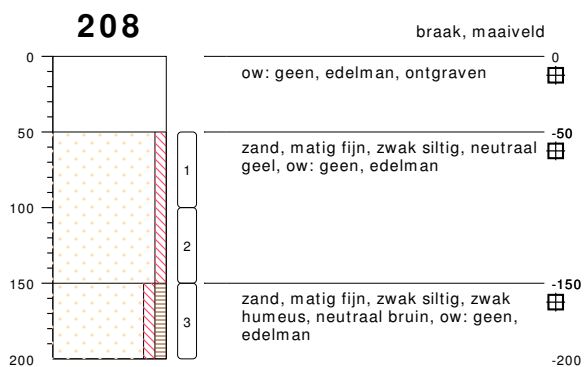 208
braak, maaiveld
0
0
ow: geen, edelman, ontgraven
50
-50
zand, matig fijn, zwak siltig, neutraal
geel, ow: geen, edelman
1
100
2
150
-150
zand, matig fijn, zwak siltig, zwak
humeus, neutraal bruin, ow: geen,
edelman
3
200
-200